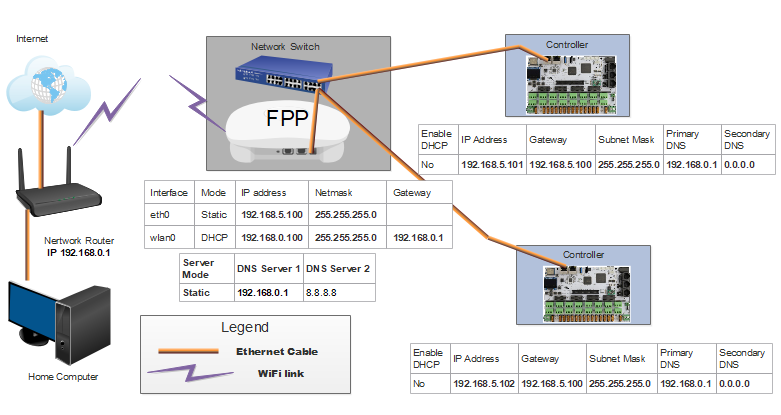 Internet
Network Switch
Controller
FPP
Enable DHCP IP Address Gateway Subnet Mask Primary DNS Secondary DNS
No 192.168.5.101 192.168.5.100 255.255.255.0 192.168.0.1 0.0.0.0
Interface Mode IP address Netmask Gateway
eth0 Static 192.168.5.100 255.255.255.0
wlan0 DHCP 192.168.0.100 255.255.255.0 192.168.0.1
Nertwork Router
IP 192.168.0.1
Server Mode DNS Server 1 DNS Server 2
Static 192.168.0.1 8.8.8.8
Controller
Legend
Ethernet Cable
WiFi link
Home Computer
Enable DHCP IP Address Gateway Subnet Mask Primary DNS Secondary DNS
No 192.168.5.102 192.168.5.100 255.255.255.0 192.168.0.1 0.0.0.0